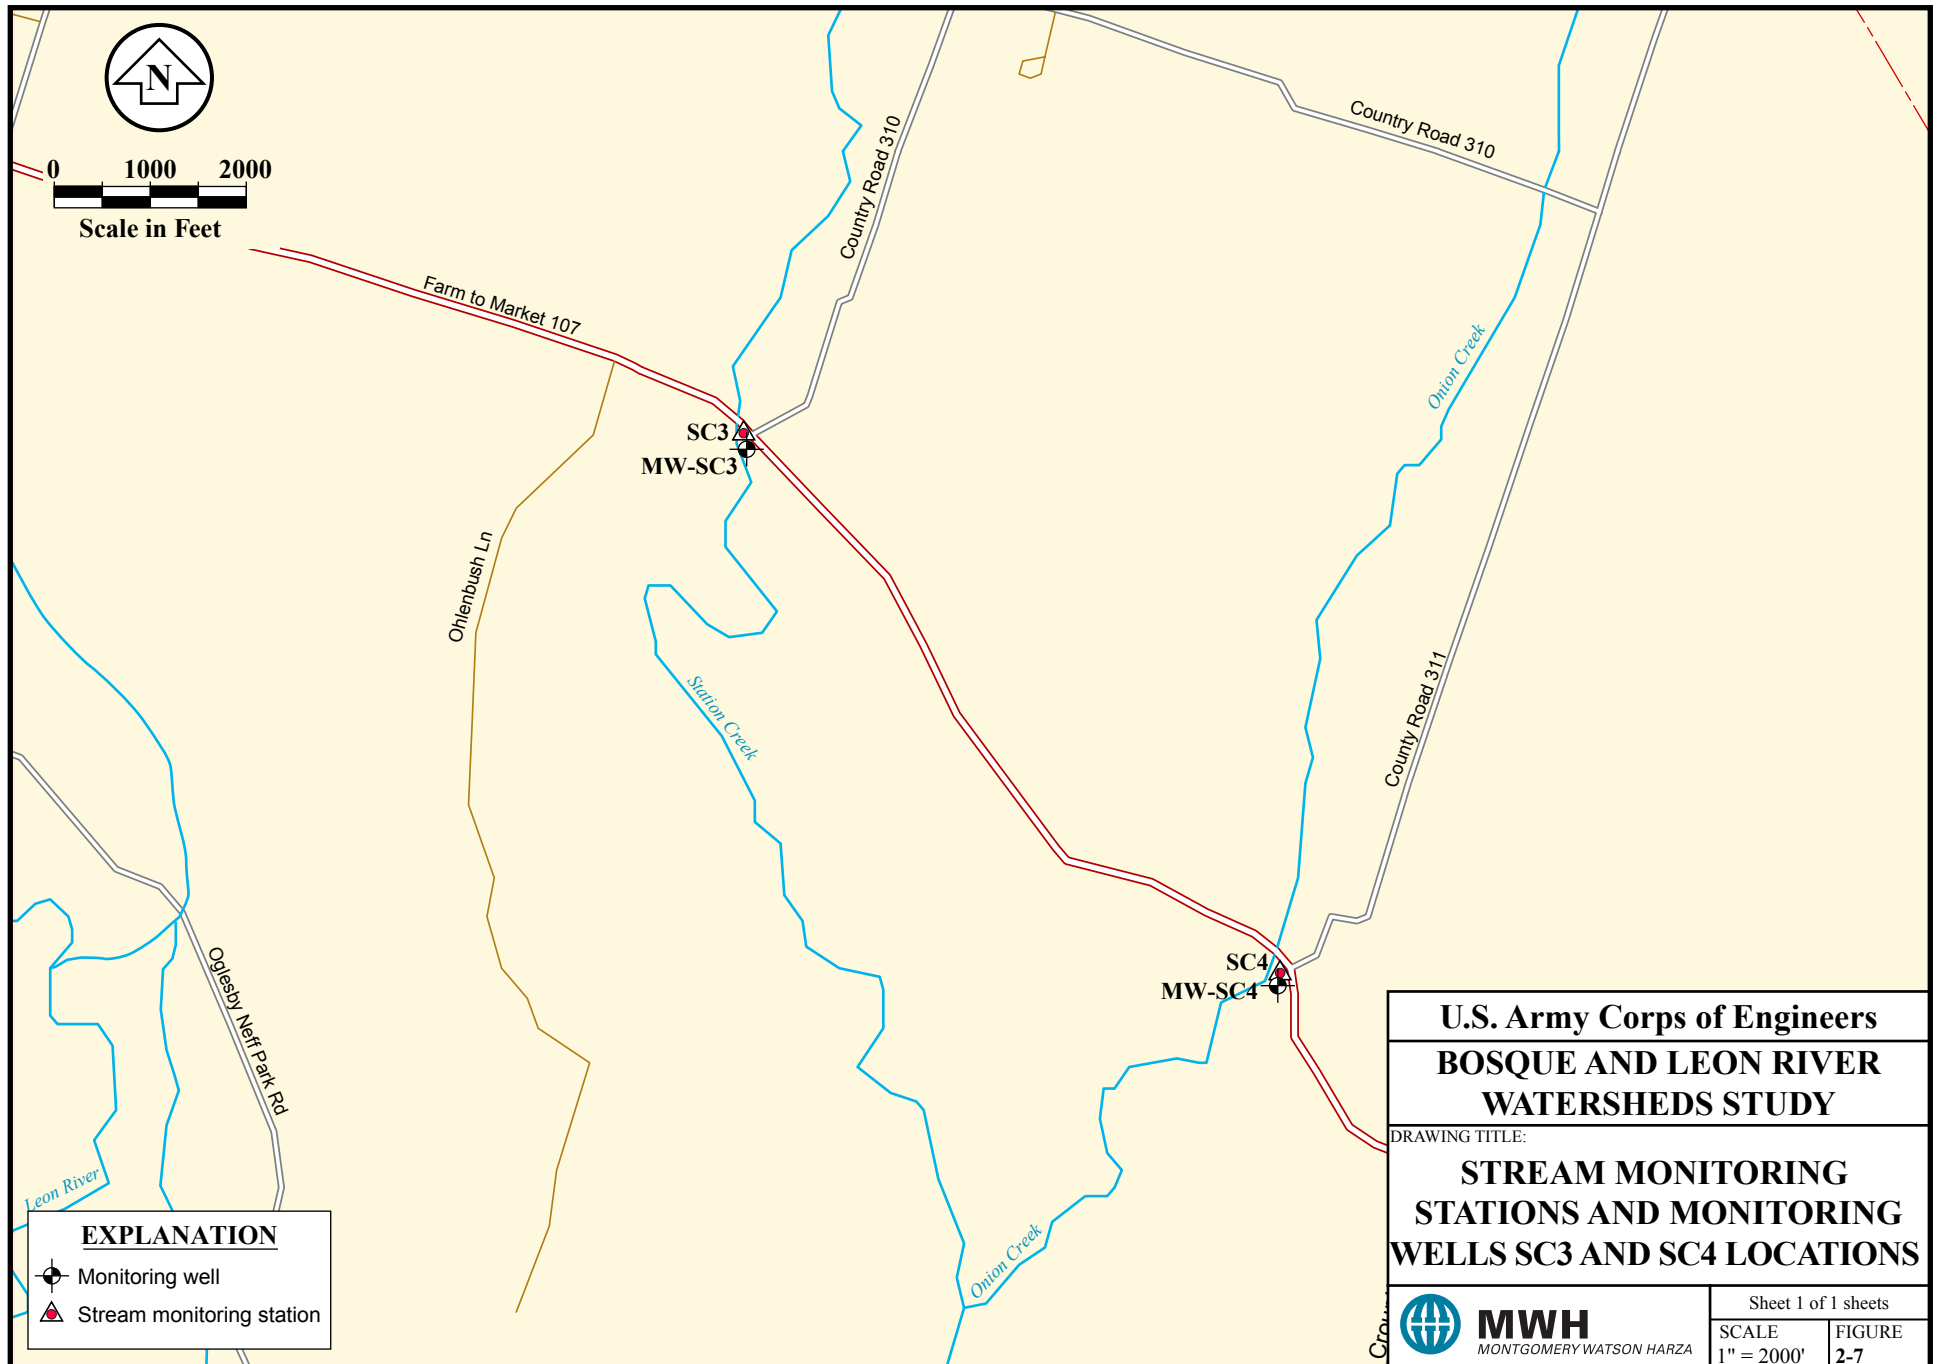 N
0 1000 2000
Scale in Feet
Country Road 310
Country Road 310
Farm to Market 107
Onion Creek
SC3
MW-SC3
Ohlenbush Ln
Station Creek
County Road 311
Oglesby Neff Park Rd
SC4
MW-SC4
Leon River
Onion Creek
EXPLANATION
Monitoring well
Stream monitoring station
U.S. Army Corps of Engineers
BOSQUE AND LEON RIVER
WATERSHEDS STUDY
DRAWING TITLE:
STREAM MONITORING
STATIONS AND MONITORING
WELLS SC3 AND SC4 LOCATIONS
MWH
MONTGOMERY WATSON HARZA
Sheet 1 of 1 sheets
SCALE
1" = 2000'
FIGURE
2-7